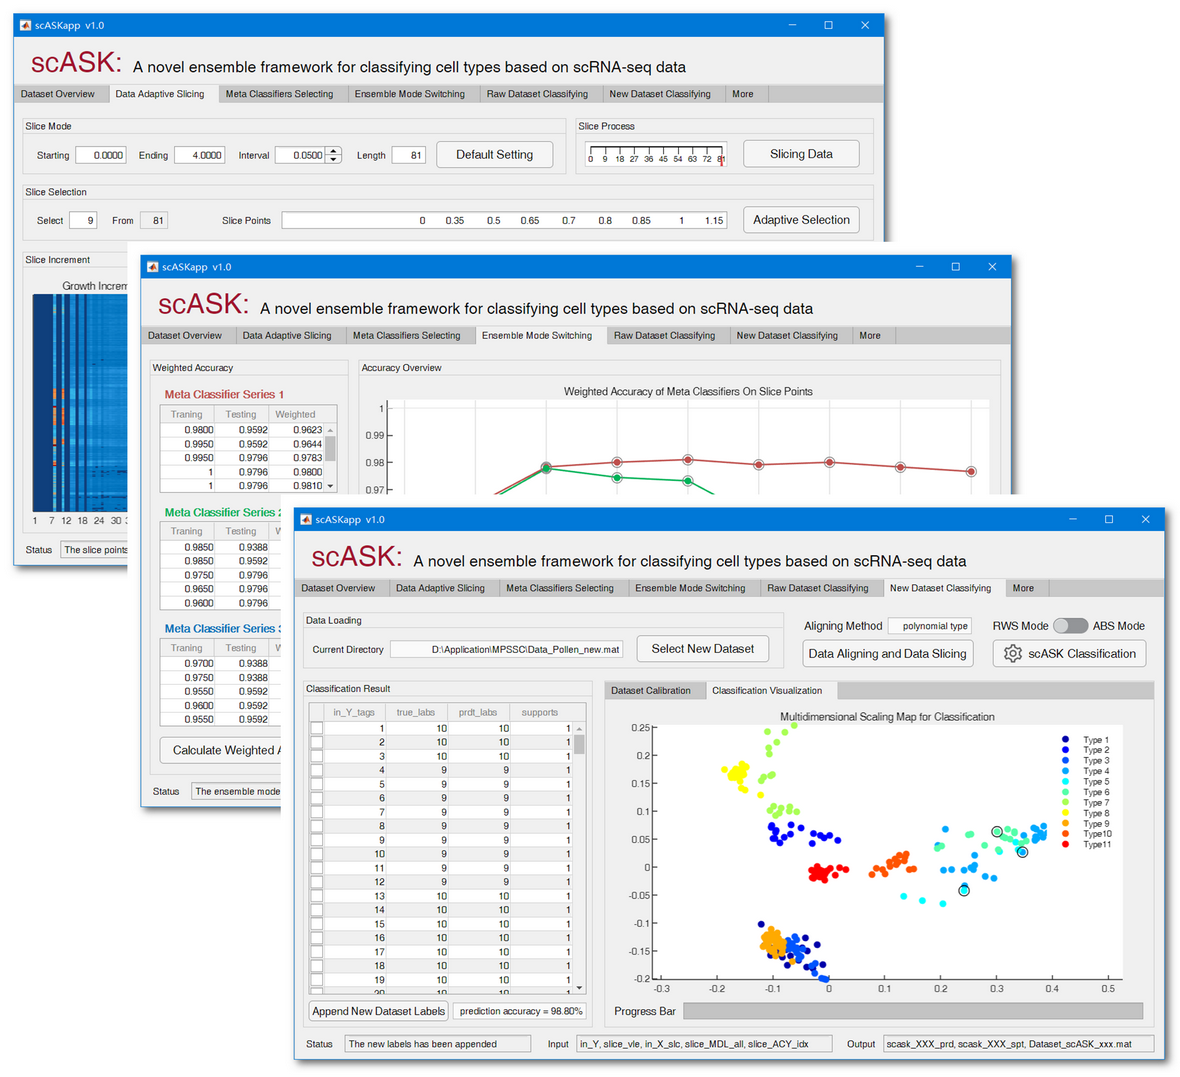 scASKapp v1.0
scASK: A novel ensemble framework for classifying cell types based on scRNA-seq data
Dataset Overview Data Adaptive Slicing Meta Classifiers Selecting Ensemble Mode Switching Raw Dataset Classifying New Dataset Classifying More
Slice Mode
Starting 0.0000 Ending 4.0000 Interval 0.0500 Length 81 Default Setting
Slice Process
0 9 18 27 36 45 54 63 72 81
Slicing Data
Slice Selection
Select 9 From 81 Slice Points 0 0.35 0.5 0.65 0.7 0.8 0.85 1 1.15 Adaptive Selection
Slice Increment
Growth Increm
1 7 12 18 24 30 3
Status The slice points
scASKapp v1.0
scASK: A novel ensemble framework for classifying cell types based on scRNA-seq data
Dataset Overview Data Adaptive Slicing Meta Classifiers Selecting Ensemble Mode Switching Raw Dataset Classifying New Dataset Classifying More
Weighted Accuracy
Meta Classifier Series 1
Traning Testing Weighted
0.9800 0.9592 0.9623
0.9950 0.9592 0.9644
0.9950 0.9796 0.9783
1 0.9796 0.9800
1 0.9796 0.9810
Meta Classifier Series 2
Traning Testing W
0.9850 0.9388
0.9850 0.9592
0.9750 0.9796
0.9650 0.9796
0.9600 0.9796
Meta Classifier Series 3
Traning Testing W
0.9700 0.9388
0.9750 0.9388
0.9550 0.9592
0.9600 0.9592
0.9550 0.9592
Calculate Weighted A
Status The ensemble mode
Accuracy Overview
Weighted Accuracy of Meta Classifiers On Slice Points
1
0.99
0.98
0.97
scASKapp v1.0
scASK: A novel ensemble framework for classifying cell types based on scRNA-seq data
Dataset Overview Data Adaptive Slicing Meta Classifiers Selecting Ensemble Mode Switching Raw Dataset Classifying New Dataset Classifying More
Data Loading
Current Directory D:\Application\MPSSC\Data_Pollen_new.mat Select New Dataset
Aligning Method polynomial type RWS Mode ABS Mode
Data Aligning and Data Slicing scASK Classification
Classification Result
in_Y_tags true_labs prdt_labs supports
1 10 10 1
2 10 10 1
3 10 10 1
4 9 9 1
5 9 9 1
6 9 9 1
7 9 9 1
8 9 9 1
9 9 9 1
10 9 9 1
11 9 9 1
12 9 9 1
13 10 10 1
14 10 10 1
15 10 10 1
16 10 10 1
17 10 10 1
18 10 10 1
19 10 10 1
20 10 10 1
Append New Dataset Labels prediction accuracy = 98.80%
Dataset Calibration Classification Visualization
Multidimensional Scaling Map for Classification
0.25
0.2
0.15
0.1
0.05
0
-0.05
-0.1
-0.15
-0.2
-0.3 -0.2 -0.1 0 0.1 0.2 0.3 0.4 0.5
Type 1
Type 2
Type 3
Type 4
Type 5
Type 6
Type 7
Type 8
Type 9
Type10
Type11
Progress Bar
Status The new labels has been appended Input in_Y, slice_vle, in_X_slc, slice_MDL_all, slice_ACY_idx Output scask_XXX_prd, scask_XXX_spt, Dataset_scASK_xxx.mat